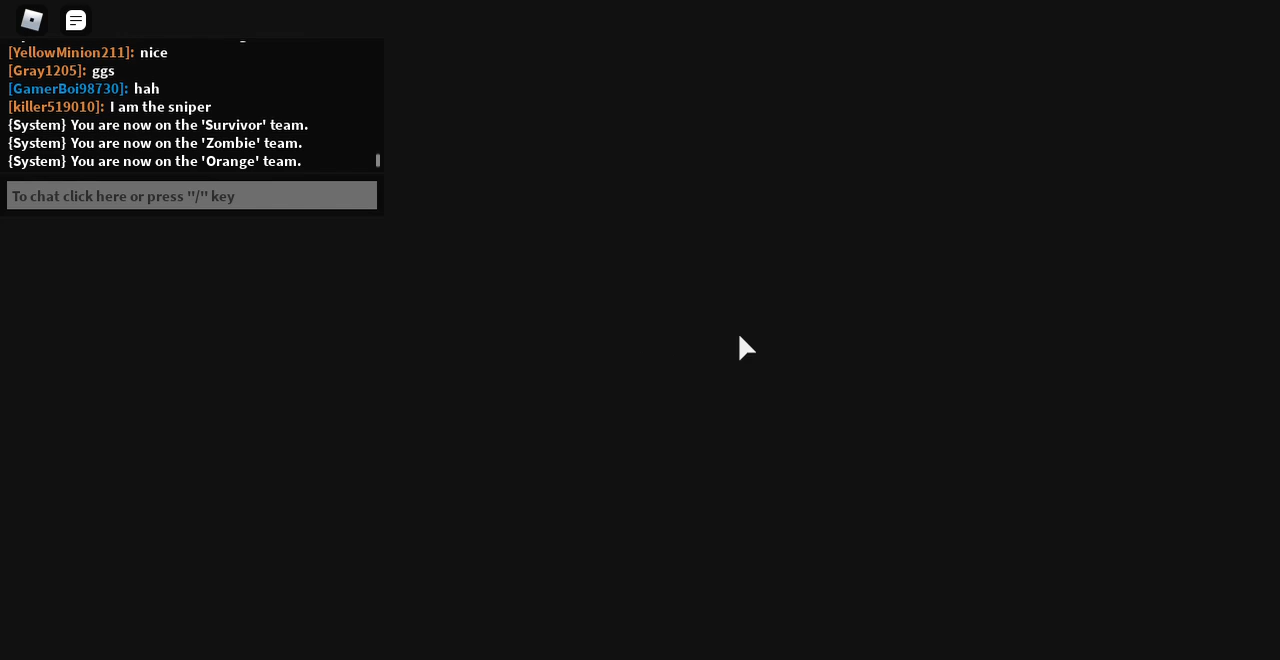 [YellowMinion211]: nice
[Gray1205]: ggs
[GamerBoi98730]: hah
[killer519010]: I am the sniper
{System} You are now on the 'Survivor' team.
{System} You are now on the 'Zombie' team.
{System} You are now on the 'Orange' team.
To chat click here or press "/" key